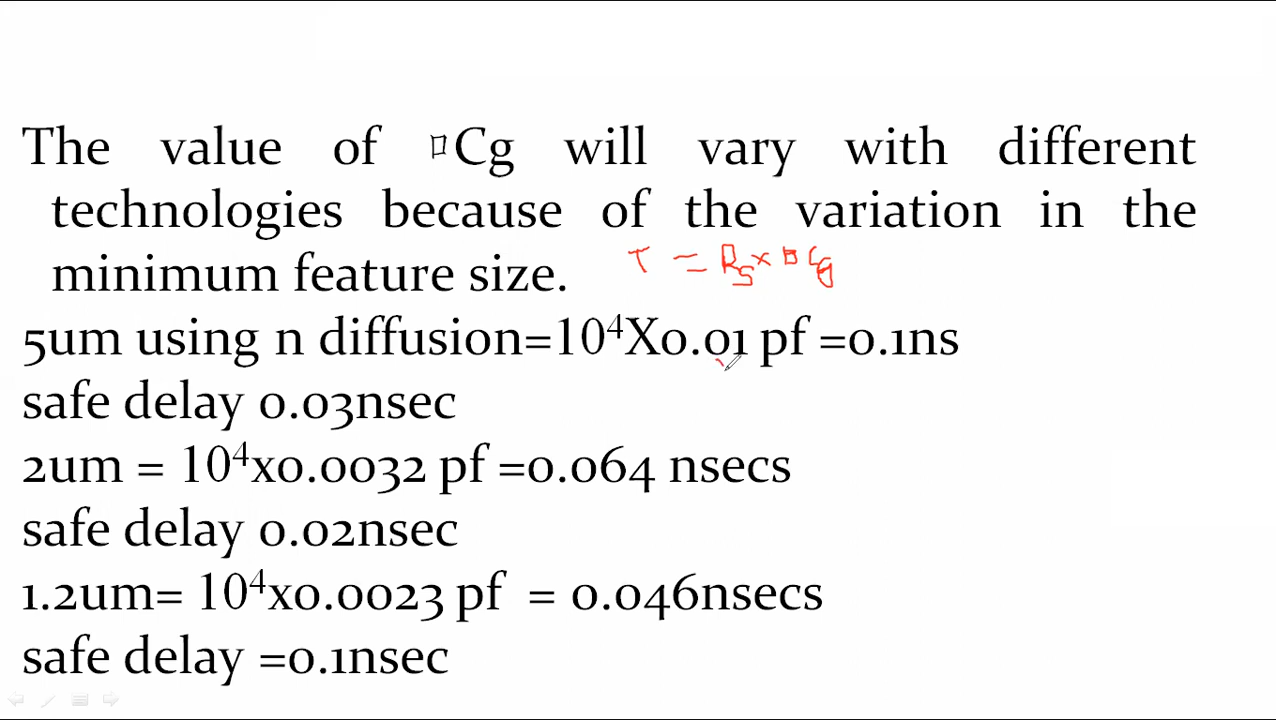 The value of □Cg will vary with different
technologies because of the variation in the
minimum feature size.
T = Rs x □ Cg
5um using n diffusion=10⁴X0.01 pf =0.1ns
safe delay 0.03nsec
2um = 10⁴x0.0032 pf =0.064 nsecs
safe delay 0.02nsec
1.2um= 10⁴x0.0023 pf = 0.046nsecs
safe delay =0.1nsec